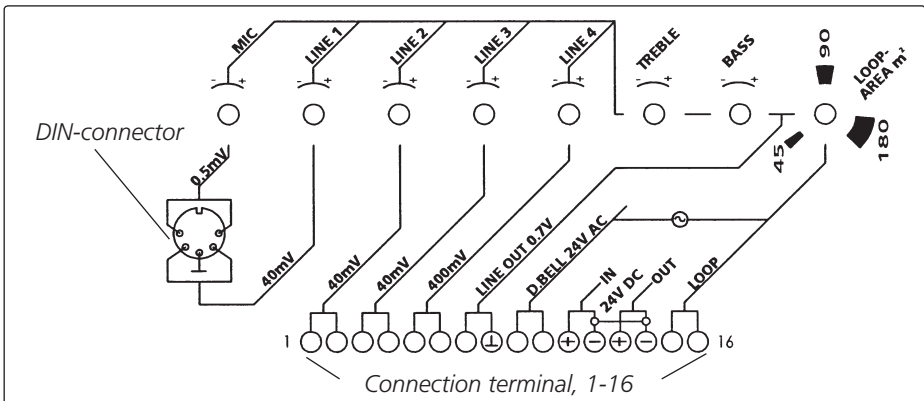 MIC
LINE 1
LINE 2
LINE 3
LINE 4
TREBLE
BASS
90
LOOP-
AREA m²
- +
- +
- +
- +
- +
- +
- +
DIN-connector
45
180
0.5mV
40mV
40mV
40mV
400mV
LINE OUT 0.7V
D.BELL 24V AC
IN
24V DC
OUT
LOOP
1
+ - + -
16
Connection terminal, 1-16